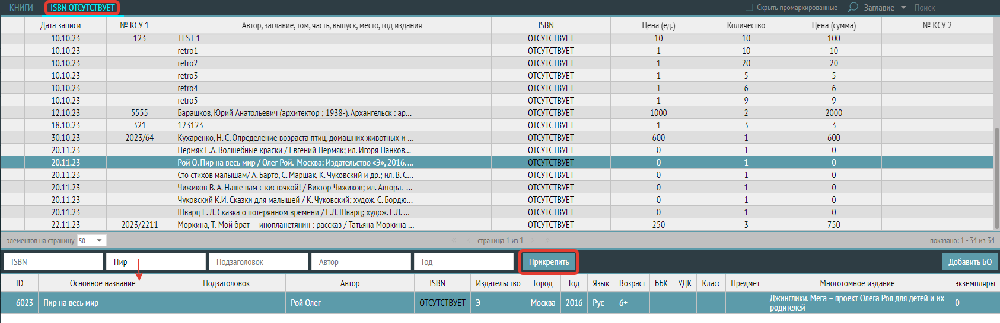 КНИГИ ISBN ОТСУТСТВУЕТ Скрыть промаркированные Заглавие Поиск
Дата записи № КСУ 1 Автор, заглавие, том, часть, выпуск, место, год издания ISBN Цена (ед.) Количество Цена (сумма) № КСУ 2
10.10.23 123 TEST 1 ОТСУТСТВУЕТ 10 10 100
10.10.23 retro1 ОТСУТСТВУЕТ 1 10 10
10.10.23 retro2 ОТСУТСТВУЕТ 1 20 20
10.10.23 retro3 ОТСУТСТВУЕТ 1 5 5
10.10.23 retro4 ОТСУТСТВУЕТ 1 6 6
10.10.23 retro5 ОТСУТСТВУЕТ 1 9 9
12.10.23 5555 Барашков, Юрий Анатольевич (архитектор ; 1938-). Архангельск : ар... ОТСУТСТВУЕТ 1000 2 2000
18.10.23 321 123123 ОТСУТСТВУЕТ 1 3 3
30.10.23 2023/64 Кухаренко, Н. С. Определение возраста птиц, домашних животных и ... ОТСУТСТВУЕТ 600 1 600
20.11.23 Пермяк Е.А. Волшебные краски / Евгений Пермяк; ил. Игоря Панков... ОТСУТСТВУЕТ 0 1 0
20.11.23 Рой О. Пир на весь мир / Олег Рой.- Москва: Издательство «Э», 2016. ... ОТСУТСТВУЕТ 0 1 0
20.11.23 Сто стихов малышам/ А. Барто, С. Маршак, К. Чуковский и др.; ил. В. С... ОТСУТСТВУЕТ 0 1 0
20.11.23 Чижиков В. А. Наше вам с кисточкой! / Виктор Чижиков; ил. Автора.- ... ОТСУТСТВУЕТ 0 1 0
20.11.23 Чуковский К.И. Сказки для малышей / К. Чуковский; худож. С. Бордю... ОТСУТСТВУЕТ 0 1 0
20.11.23 Шварц Е. Л. Сказка о потерянном времени / Е.Л. Шварц; худож. Е.Л. ... ОТСУТСТВУЕТ 0 1 0
22.11.23 2023/2211 Моркина, Т. Мой брат — инопланетянин : рассказ / Татьяна Моркина ... ОТСУТСТВУЕТ 250 3 750
элементов на страницу 50 « ‹ страница 1 из 1 › » показано: 1 - 34 из 34
ISBN Пир Подзаголовок Автор Год Прикрепить Добавить БО
ID Основное название Подзаголовок Автор ISBN Издательство Город Год Язык Возраст ББК УДК Класс Предмет Многотомное издание экземпляры
6023 Пир на весь мир Рой Олег ОТСУТСТВУЕТ Э Москва 2016 Рус 6+ Джинглики. Мега – проект Олега Роя для детей и их 0
родителей